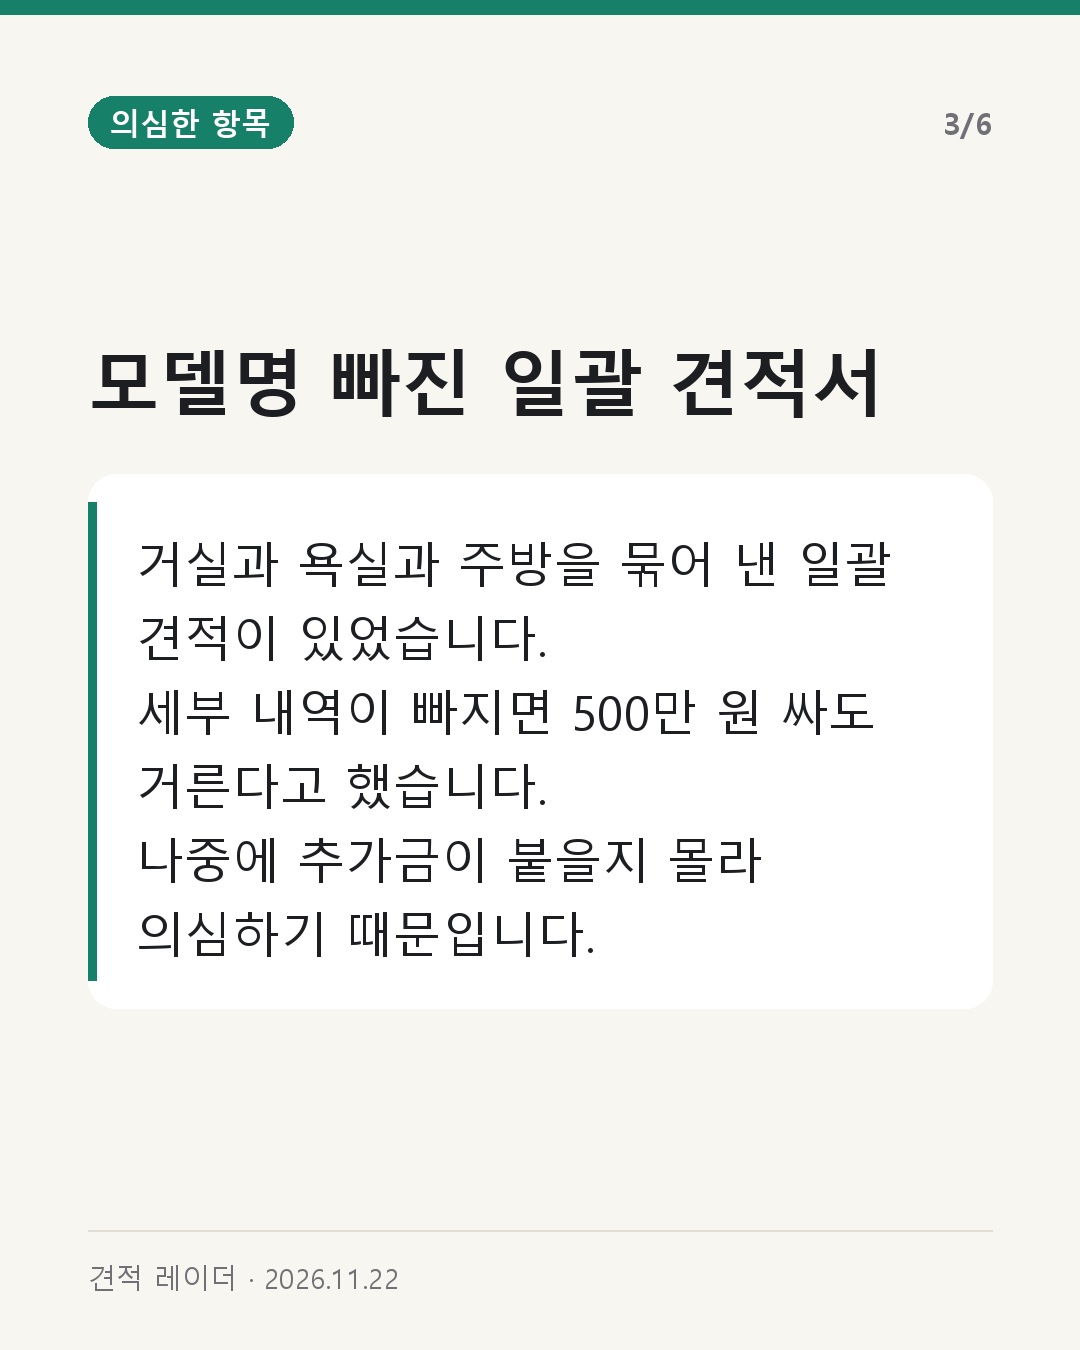 의심한 항목
3/6
모델명 빠진 일괄 견적서
거실과 욕실과 주방을 묶어 낸 일괄
견적이 있었습니다.
세부 내역이 빠지면 500만 원 싸도
거른다고 했습니다.
나중에 추가금이 붙을지 몰라
의심하기 때문입니다.
견적 레이더 · 2026.11.22